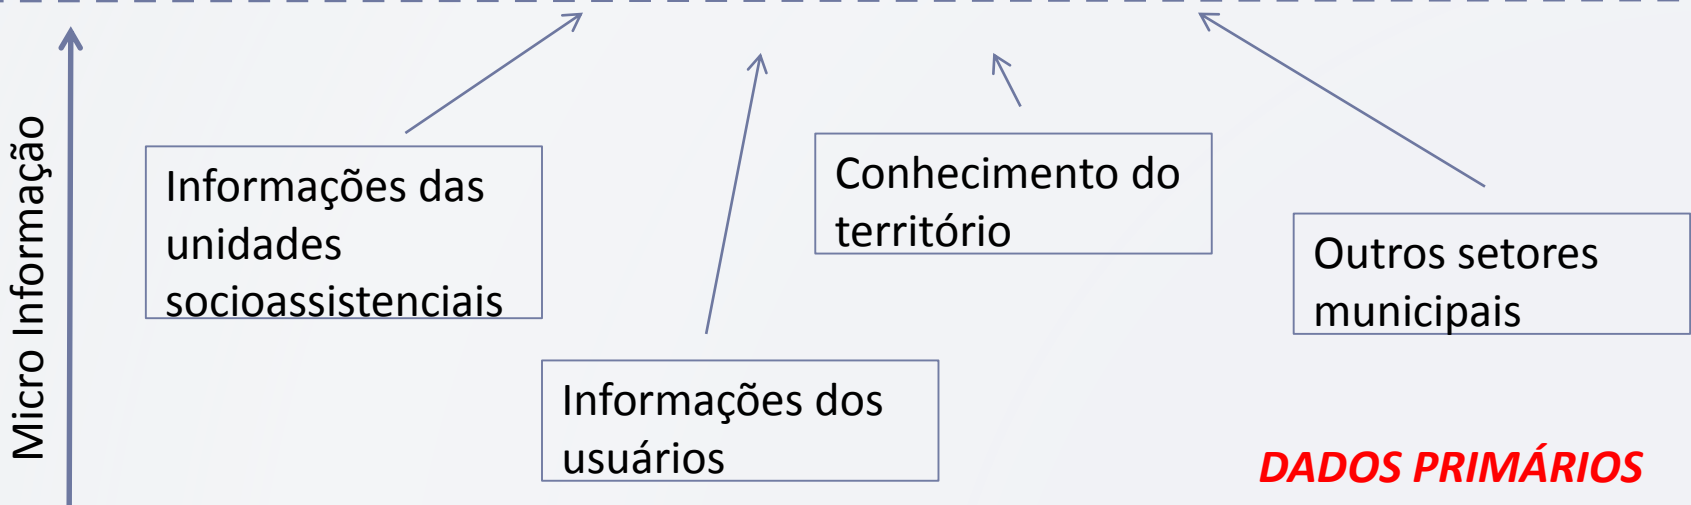 Micro Informação
Informações das
unidades
socioassistenciais
Informações dos
usuários
Conhecimento do
território
Outros setores
municipais
DADOS PRIMÁRIOS